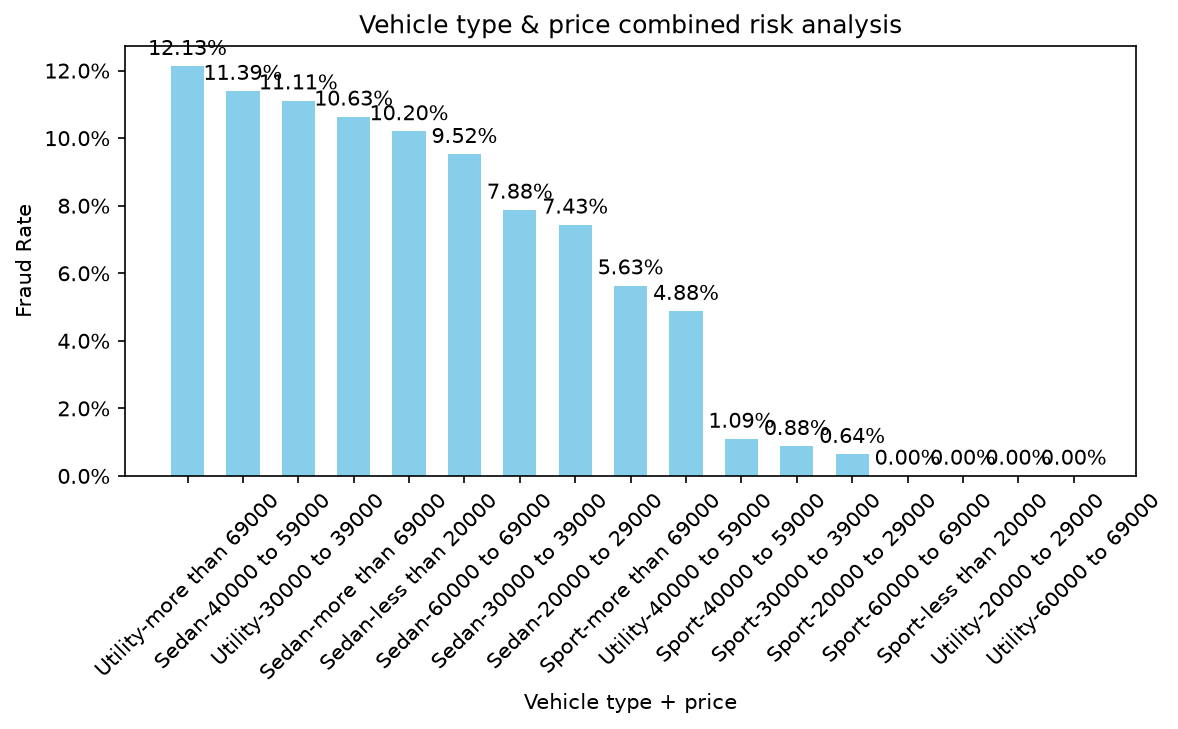 Vehicle type & price combined risk analysis
12.13%
11.39%
11.11%
10.63%
10.20%
9.52%
7.88%
7.43%
5.63%
4.88%
1.09%
0.88%
0.64%
0.00%
0.00%
0.00%
0.00%
12.0%
10.0%
8.0%
6.0%
4.0%
2.0%
0.0%
Fraud Rate
Utility-more than 69000
Sedan-40000 to 59000
Utility-30000 to 39000
Sedan-more than 69000
Sedan-less than 20000
Sedan-60000 to 69000
Sedan-30000 to 39000
Sedan-20000 to 29000
Sport-more than 69000
Utility-40000 to 59000
Sport-40000 to 59000
Sport-30000 to 39000
Sport-20000 to 29000
Sport-60000 to 69000
Sport-less than 20000
Utility-20000 to 29000
Utility-60000 to 69000
Vehicle type + price